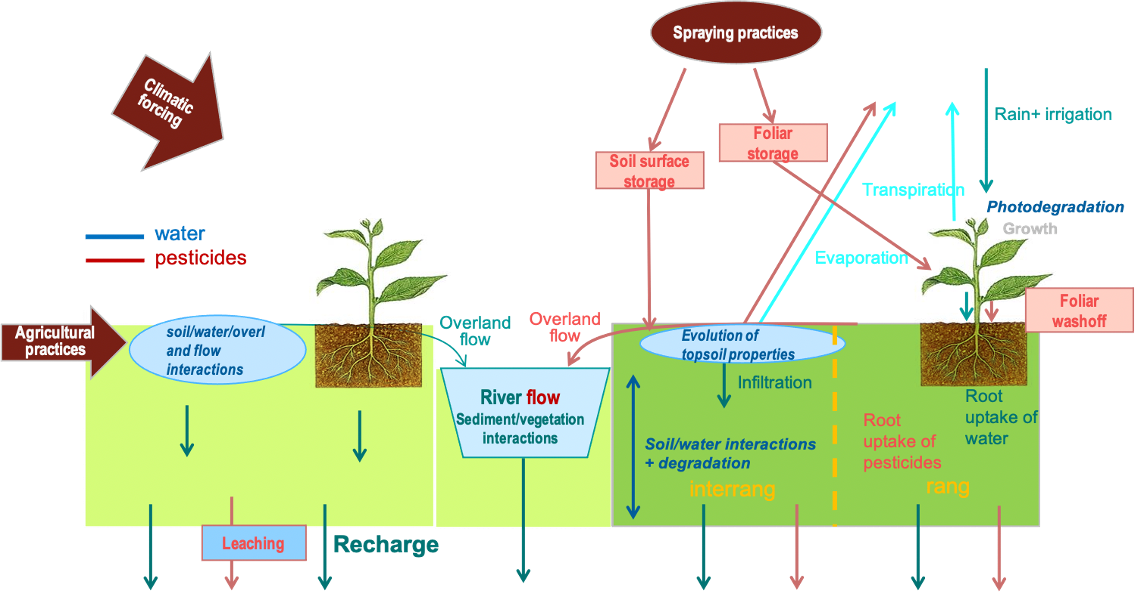 Spraying practices
Climatic
forcing
Rain+ irrigation
Foliar
storage
Soil surface
storage
Transpiration
Photodegradation
Growth
water
pesticides
Evaporation
Foliar
washoff
Agricultural
practices
soil/water/overl
and flow
interactions
Overland
flow
Overland
flow
Evolution of
topsoil properties
Infiltration
River flow
Sediment/vegetation
interactions
Root
uptake of
water
Root
uptake of
pesticides
Soil/water interactions
+ degradation
interrang
rang
Leaching
Recharge